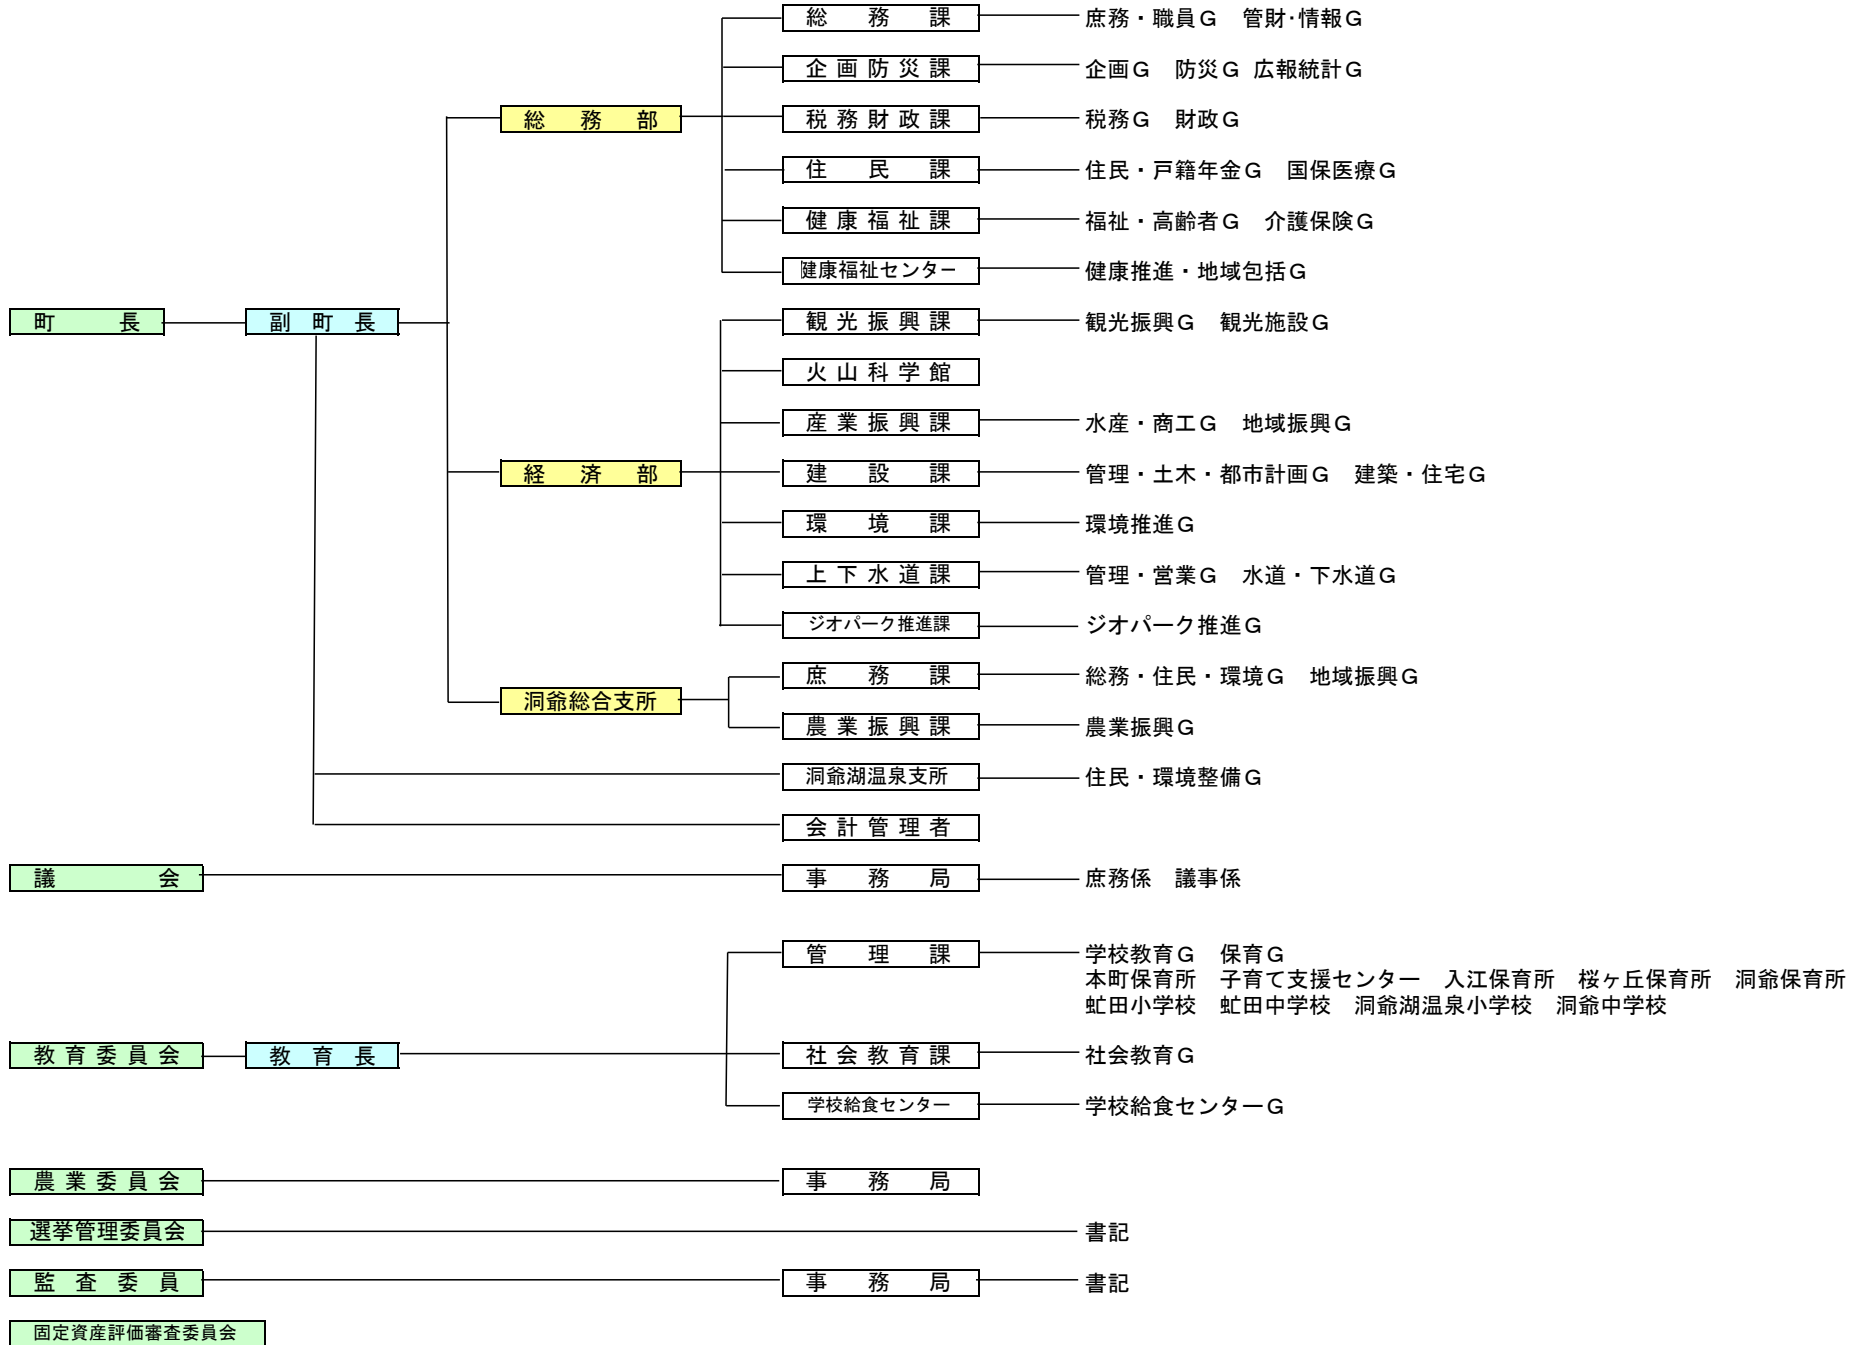 総務課 庶務・職員Ｇ 管財･情報Ｇ
企画防災課 企画Ｇ 防災Ｇ 広報統計Ｇ
総務部 税務財政課 税務Ｇ 財政Ｇ
住民課 住民・戸籍年金Ｇ 国保医療Ｇ
健康福祉課 福祉・高齢者Ｇ 介護保険Ｇ
健康福祉センター 健康推進・地域包括Ｇ
町長 副町長 観光振興課 観光振興Ｇ 観光施設Ｇ
火山科学館
産業振興課 水産・商工Ｇ 地域振興Ｇ
経済部 建設課 管理・土木・都市計画Ｇ 建築・住宅Ｇ
環境課 環境推進Ｇ
上下水道課 管理・営業Ｇ 水道・下水道Ｇ
ジオパーク推進課 ジオパーク推進Ｇ
庶務課 総務・住民・環境Ｇ 地域振興Ｇ
洞爺総合支所
農業振興課 農業振興Ｇ
洞爺湖温泉支所 住民・環境整備Ｇ
会計管理者
議会 事務局 庶務係 議事係
管理課 学校教育Ｇ 保育Ｇ
本町保育所 子育て支援センター 入江保育所 桜ヶ丘保育所 洞爺保育所
虻田小学校 虻田中学校 洞爺湖温泉小学校 洞爺中学校
教育委員会 教育長 社会教育課 社会教育Ｇ
学校給食センター 学校給食センターＧ
農業委員会 事務局
選挙管理委員会 書記
監査委員 事務局 書記
固定資産評価審査委員会